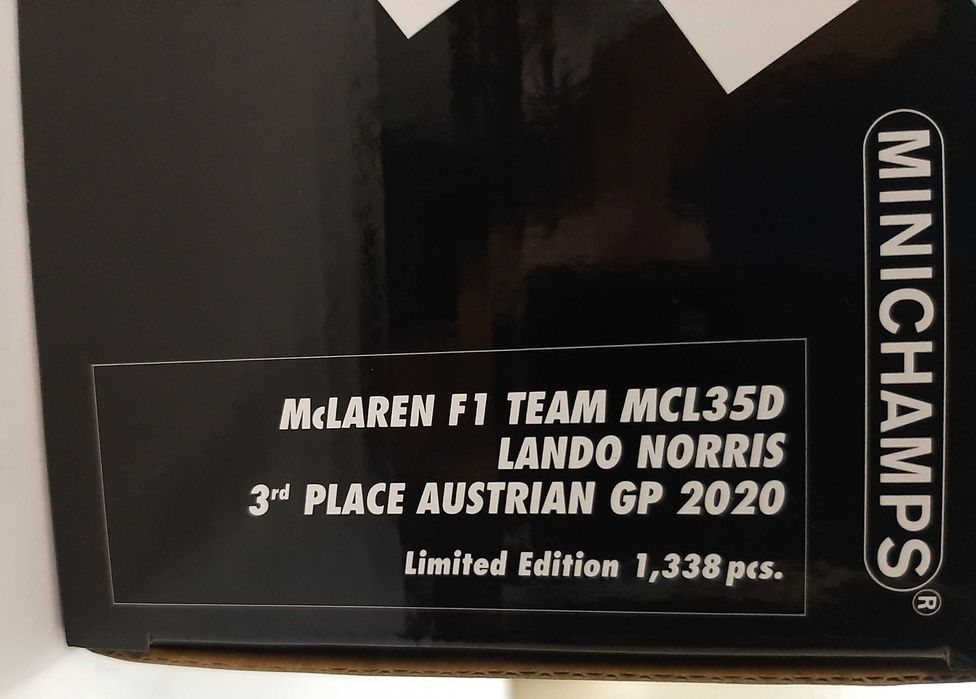 McLAREN F1 TEAM MCL35D
LANDO NORRIS
3rd PLACE AUSTRIAN GP 2020
Limited Edition 1,338 pcs.
MINICHAMPS®